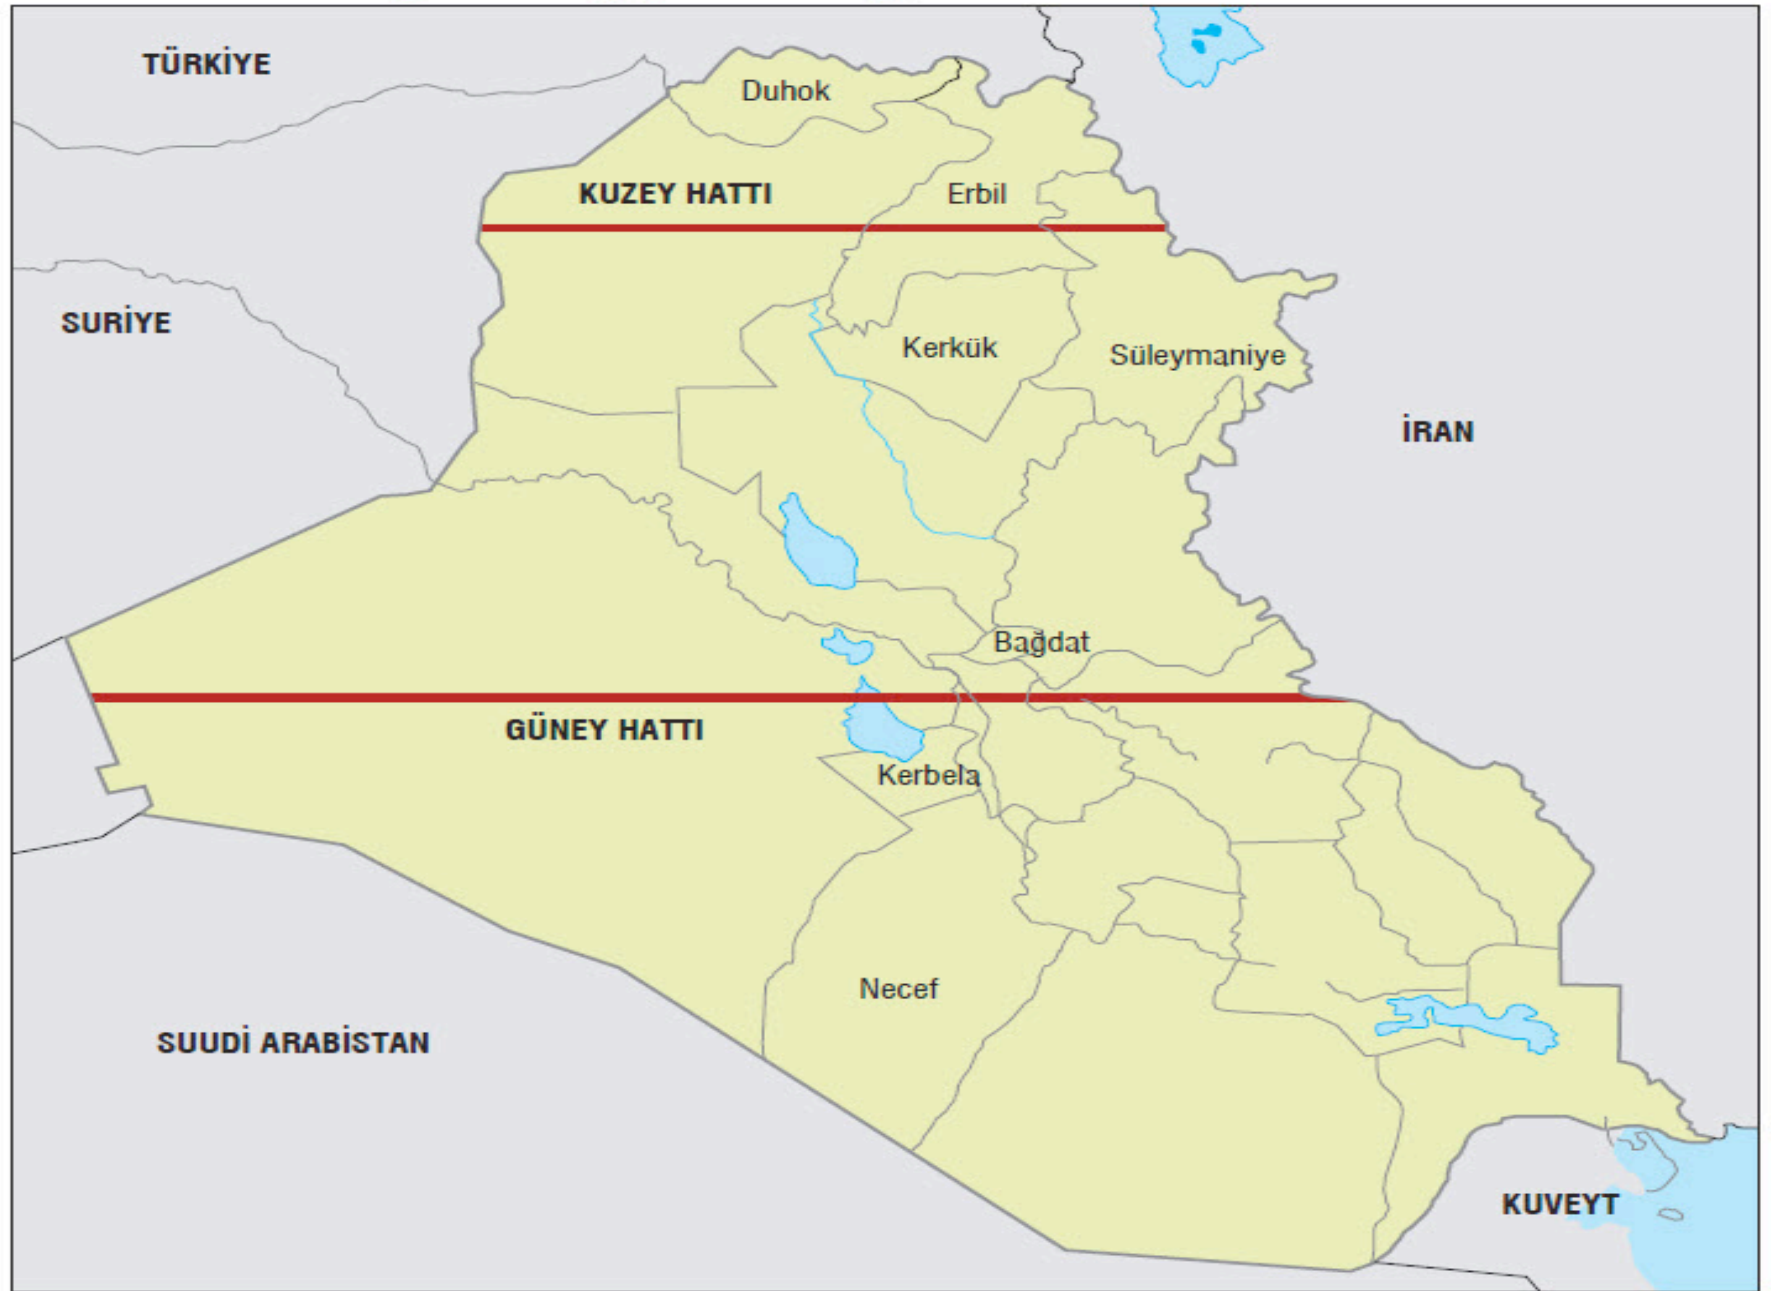 TÜRKİYE
Duhok
KUZEY HATTI
Erbil
SURİYE
Kerkük
Süleymaniye
İRAN
Bağdat
GÜNEY HATTI
Kerbela
Necef
SUUDİ ARABİSTAN
KUVEYT